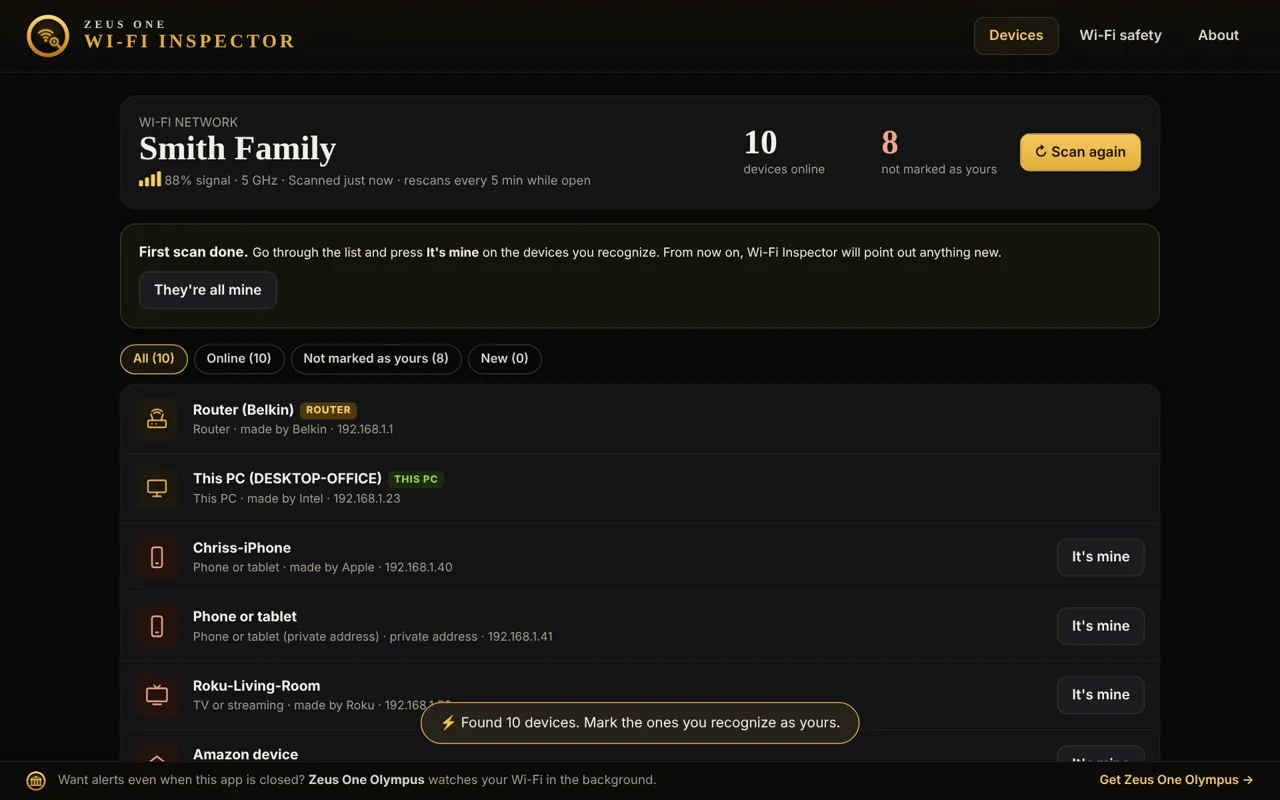 ZEUS ONE
WI-FI INSPECTOR
Devices
Wi-Fi safety
About
WI-FI NETWORK
Smith Family
88% signal · 5 GHz · Scanned just now · rescans every 5 min while open
10
devices online
8
not marked as yours
↻ Scan again
First scan done. Go through the list and press It's mine on the devices you recognize. From now on, Wi-Fi Inspector will point out anything new.
They're all mine
All (10)
Online (10)
Not marked as yours (8)
New (0)
Router (Belkin) ROUTER
Router · made by Belkin · 192.168.1.1
This PC (DESKTOP-OFFICE) THIS PC
This PC · made by Intel · 192.168.1.23
Chriss-iPhone
Phone or tablet · made by Apple · 192.168.1.40
It's mine
Phone or tablet
Phone or tablet (private address) · private address · 192.168.1.41
It's mine
Roku-Living-Room
TV or streaming · made by Roku ·
It's mine
⚡ Found 10 devices. Mark the ones you recognize as yours.
Amazon device
Want alerts even when this app is closed? Zeus One Olympus watches your Wi-Fi in the background.
Get Zeus One Olympus →